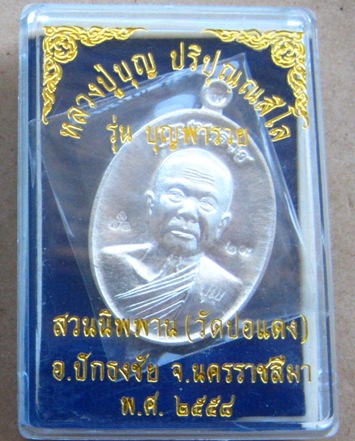 หลวงปู่บุญ ปริปุณฺณสีโล
รุ่น บุญพารวย
สวนนิพพาน (วัดปอแดง)
อ.ปักธงชัย จ.นครราชสีมา
พ.ศ. ๒๕๕๘